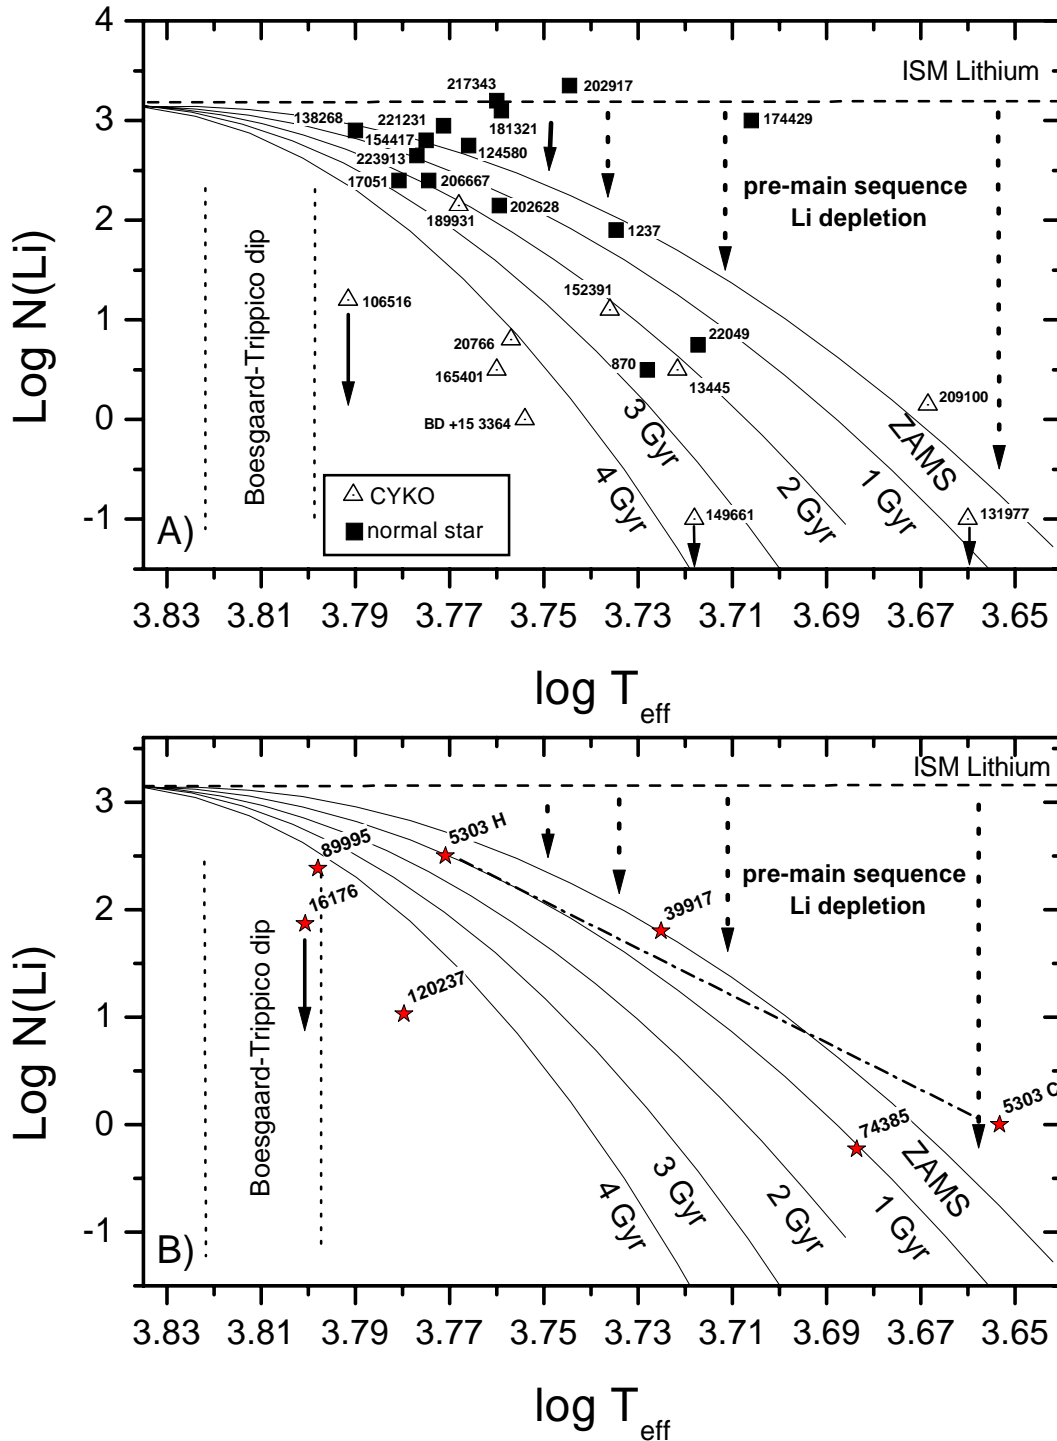 4
3
2
1
0
-1
Log N(Li)
ISM Lithium
217343
202917
138268
221231
181321
174429
154417
124580
223913
17051
206667
202628
189931
1237
pre-main sequence
Li depletion
Boesgaard-Trippico dip
106516
152391
20766
22049
165401
870
13445
209100
BD +15 3364
ZAMS
3 Gyr
4 Gyr
2 Gyr
1 Gyr
CYKO
normal star
149661
131977
A)
3.83 3.81 3.79 3.77 3.75 3.73 3.71 3.69 3.67 3.65
log Teff
3
2
1
0
-1
Log N(Li)
ISM Lithium
89995
5303 H
16176
39917
pre-main sequence
Li depletion
Boesgaard-Trippico dip
120237
74385
5303 C
ZAMS
4 Gyr
3 Gyr
2 Gyr
1 Gyr
B)
3.83 3.81 3.79 3.77 3.75 3.73 3.71 3.69 3.67 3.65
log Teff